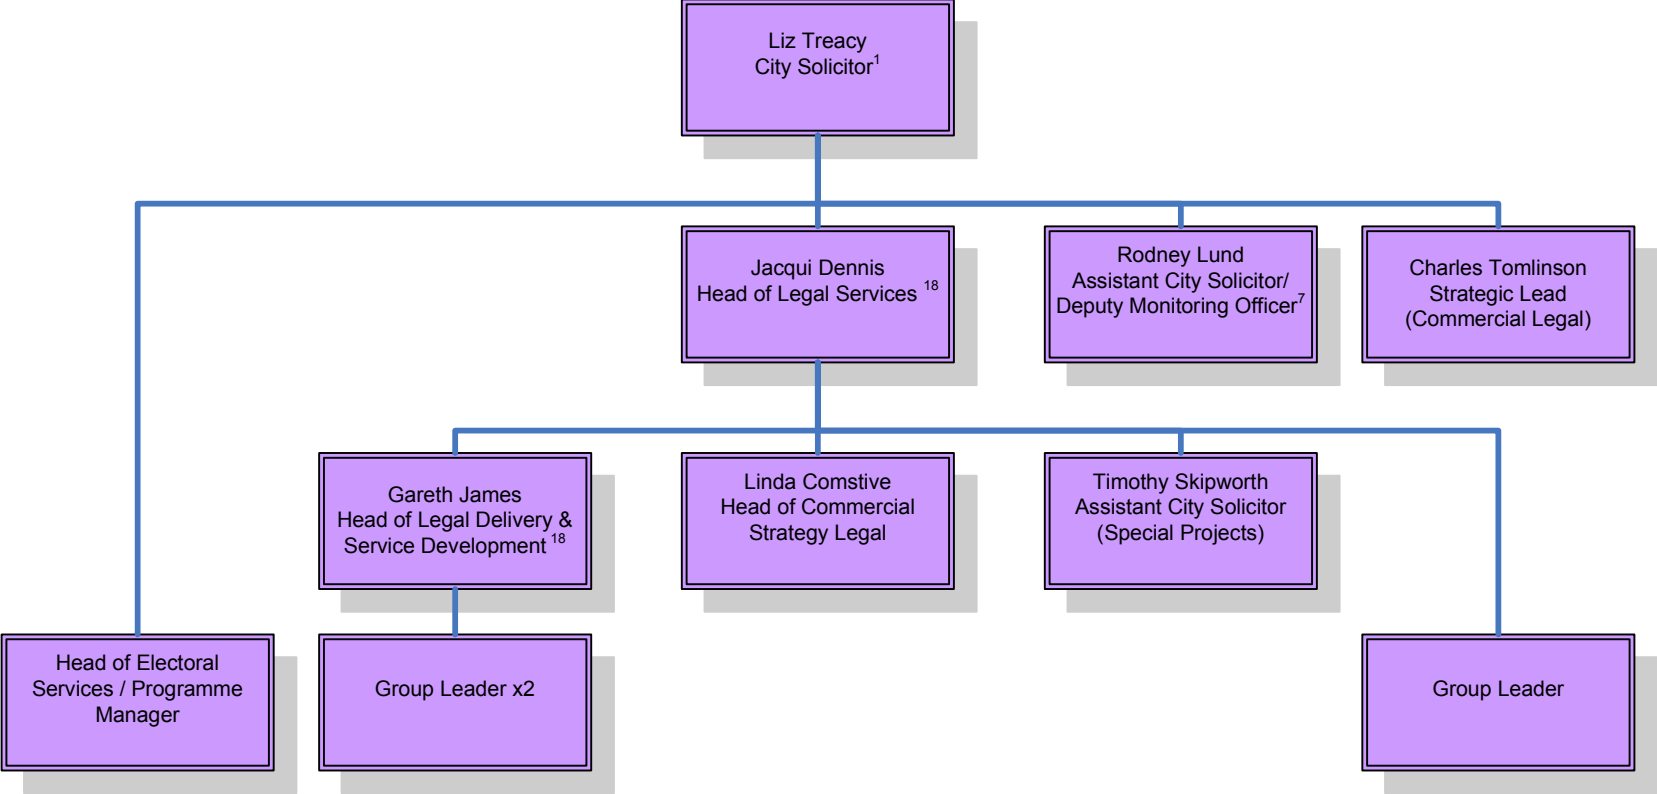 Liz Treacy
City Solicitor1
Jacqui Dennis
Head of Legal Services 18
Rodney Lund
Assistant City Solicitor/
Deputy Monitoring Officer7
Charles Tomlinson
Strategic Lead
(Commercial Legal)
Gareth James
Head of Legal Delivery &
Service Development 18
Linda Comstive
Head of Commercial
Strategy Legal
Timothy Skipworth
Assistant City Solicitor
(Special Projects)
Head of Electoral
Services / Programme
Manager
Group Leader x2
Group Leader